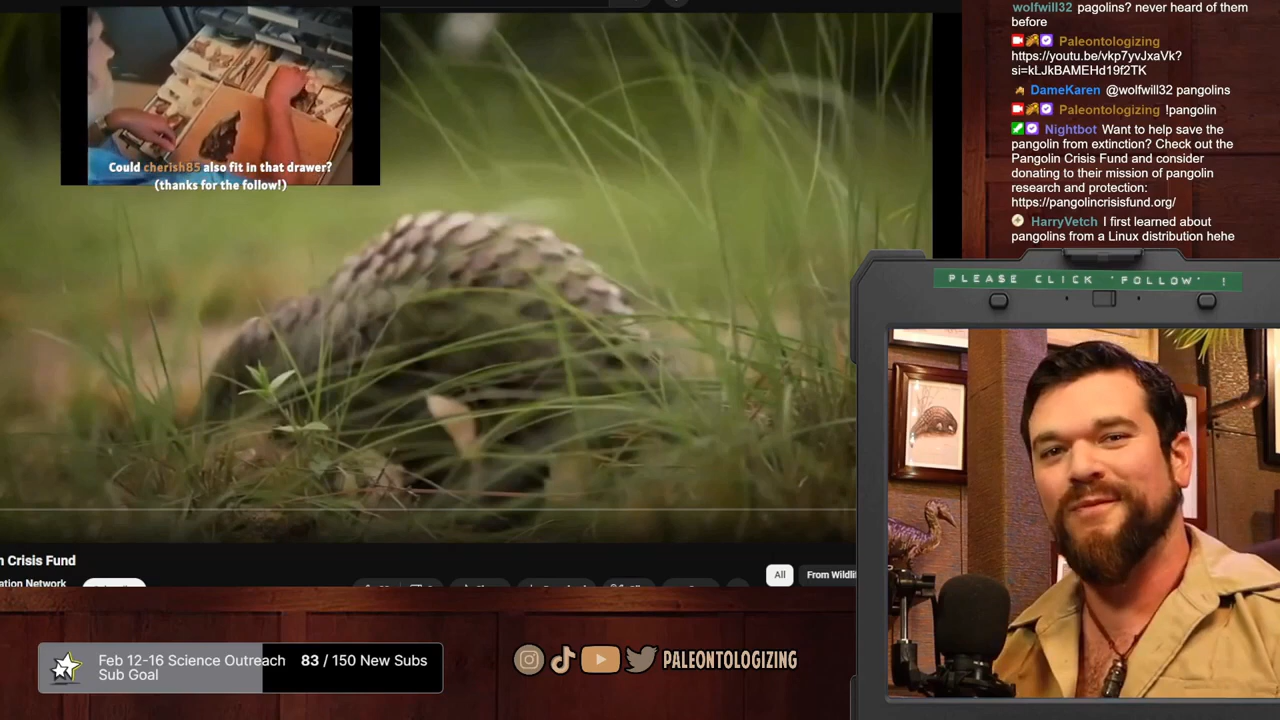 Could cherish85 also fit in that drawer?
(thanks for the follow!)
wolfwill32 pagolins? never heard of them
before
Paleontologizing
https://youtu.be/vkp7yvJxaVk?
si=kLJkBAMEHd19f2TK
DameKaren @wolfwill32 pangolins
Paleontologizing !pangolin
Nightbot Want to help save the
pangolin from extinction? Check out the
Pangolin Crisis Fund and consider
donating to their mission of pangolin
research and protection:
https://pangolincrisisfund.org/
HarryVetch I first learned about
pangolins from a Linux distribution hehe
PLEASE CLICK "FOLLOW" !
n Crisis Fund
ation Network
All
From Wildli
Feb 12-16 Science Outreach
Sub Goal
83 / 150 New Subs
PALEONTOLOGIZING